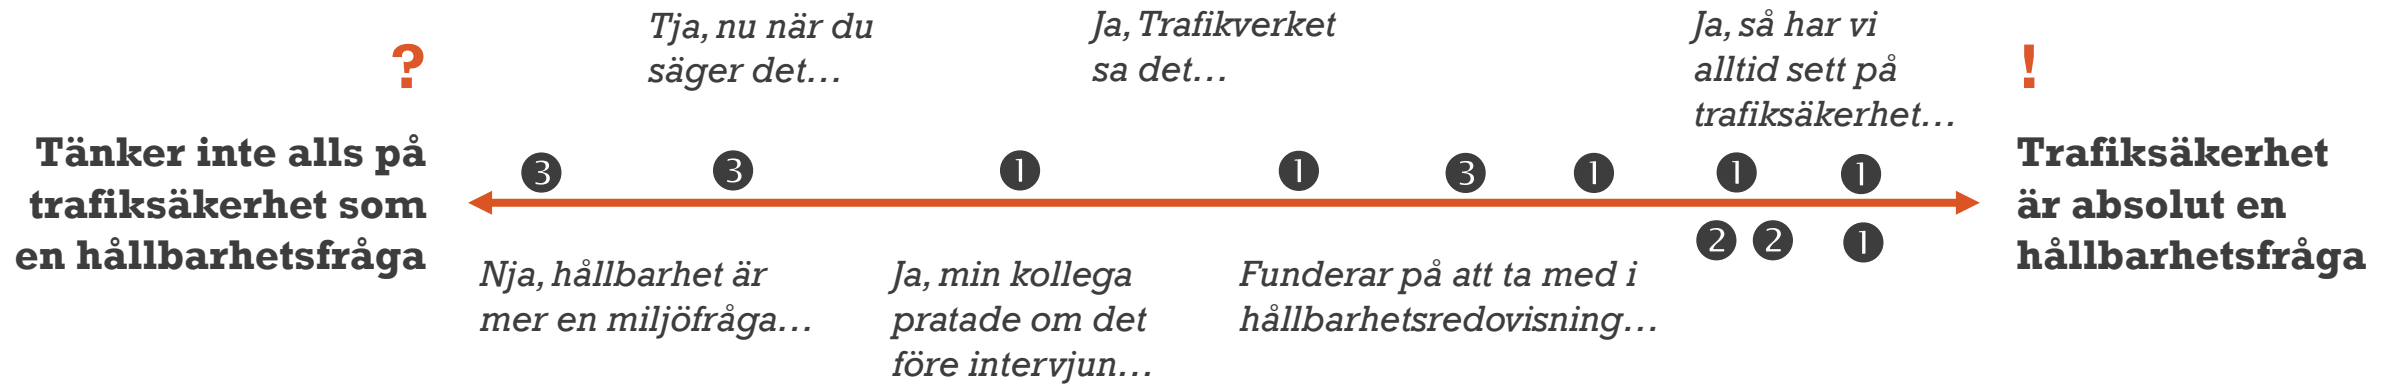 ?
Tänker inte alls på
trafiksäkerhet som
en hållbarhetsfråga
Tja, nu när du
säger det…
Ja, Trafikverket
sa det…
Ja, så har vi
alltid sett på
trafiksäkerhet…
3 3 1 1 3 1 1 1
2 2 1
Nja, hållbarhet är
mer en miljöfråga…
Ja, min kollega
pratade om det
före intervjun…
Funderar på att ta med i
hållbarhetsredovisning…
!
Trafiksäkerhet
är absolut en
hållbarhetsfråga